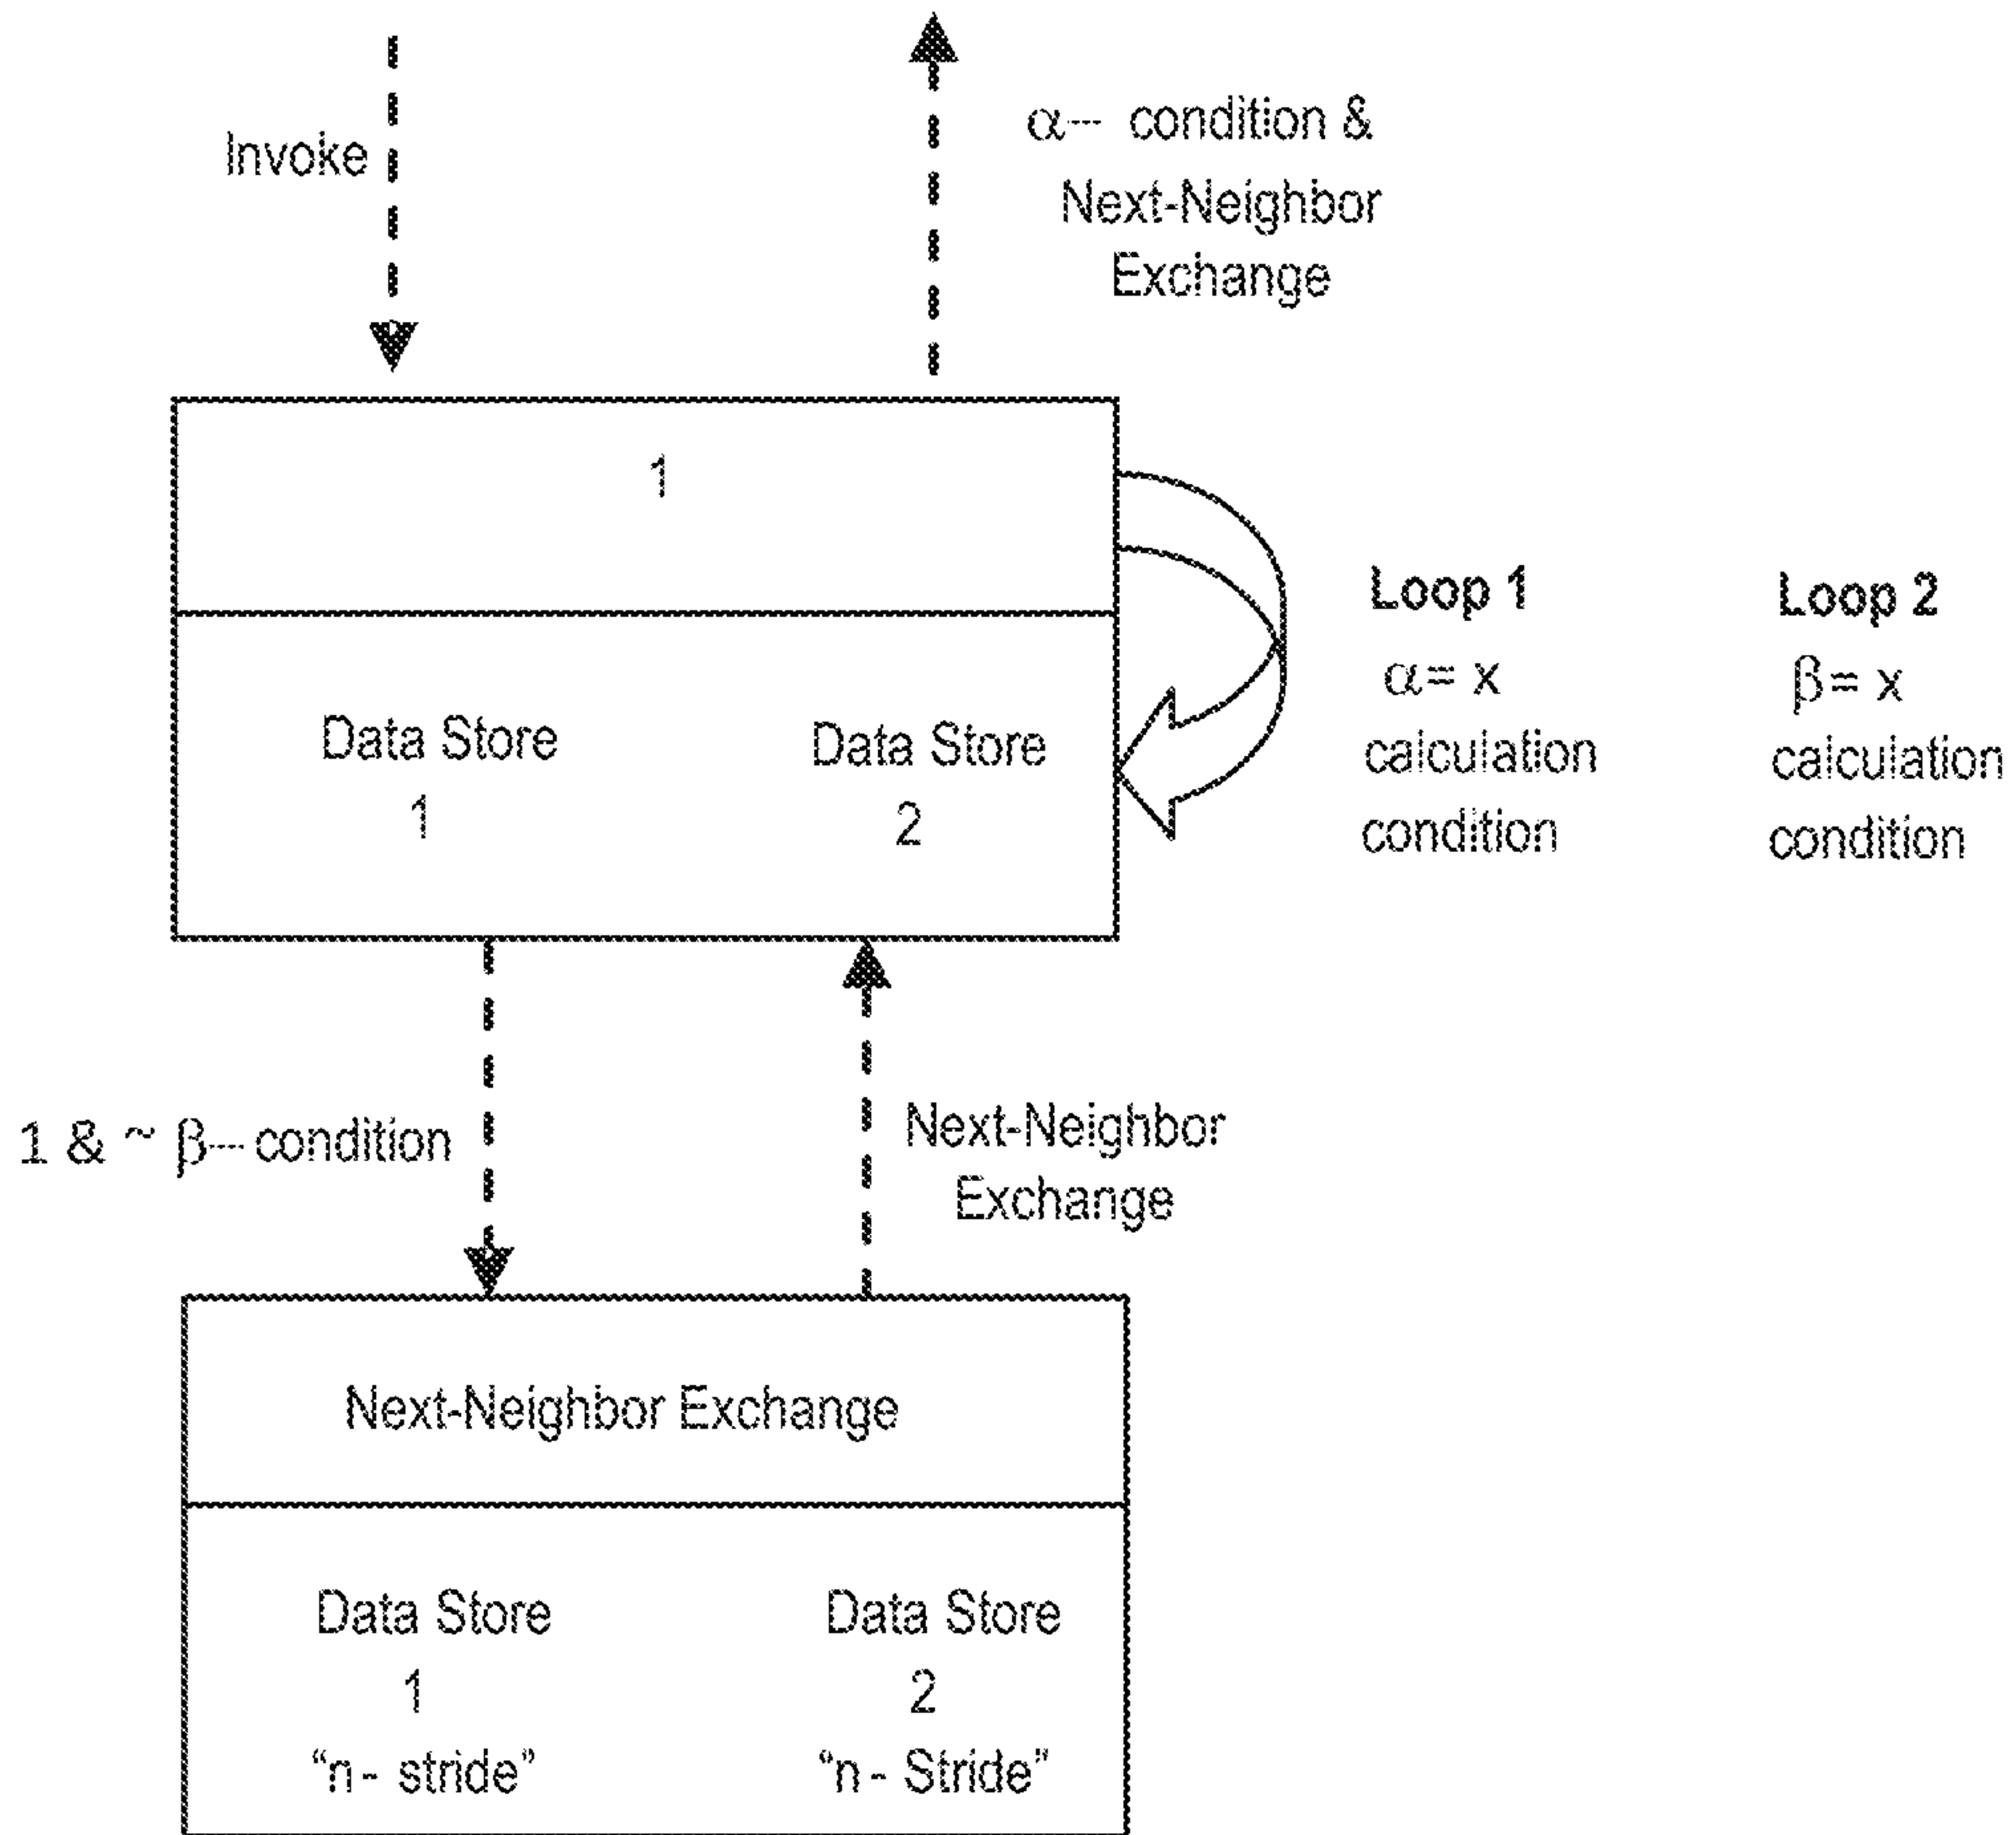 Invoke
α--- condition &
Next-Neighbor
Exchange
1
Loop 1
α= x
calculation
condition
Loop 2
β= x
calculation
condition
Data Store
1
Data Store
2
1 & ~ β--- condition
Next-Neighbor
Exchange
Next-Neighbor Exchange
Data Store
1
"n- stride"
Data Store
2
"n- Stride"